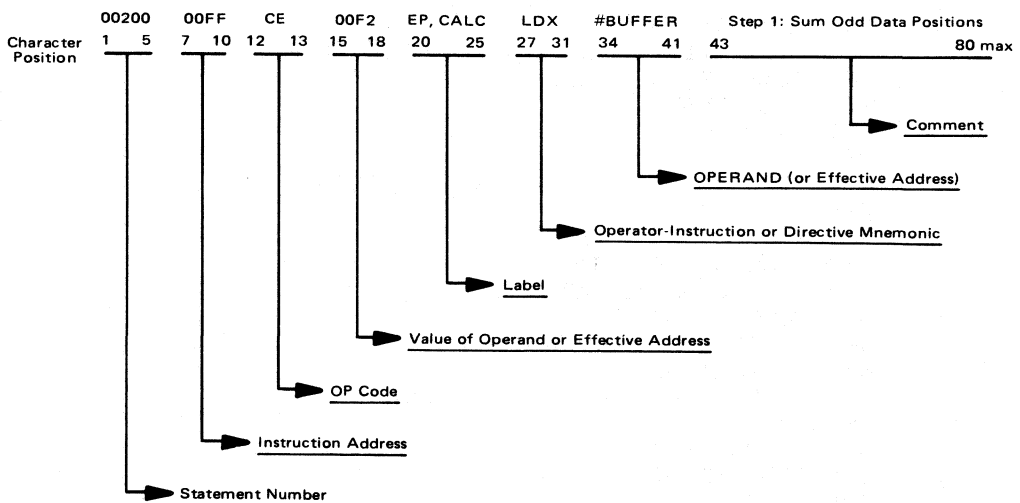 00200 00FF CE 00F2 EP, CALC LDX #BUFFER Step 1: Sum Odd Data Positions
Character Position 1 5 7 10 12 13 15 18 20 25 27 31 34 41 43 80 max
Comment
OPERAND (or Effective Address)
Operator-Instruction or Directive Mnemonic
Label
Value of Operand or Effective Address
OP Code
Instruction Address
Statement Number